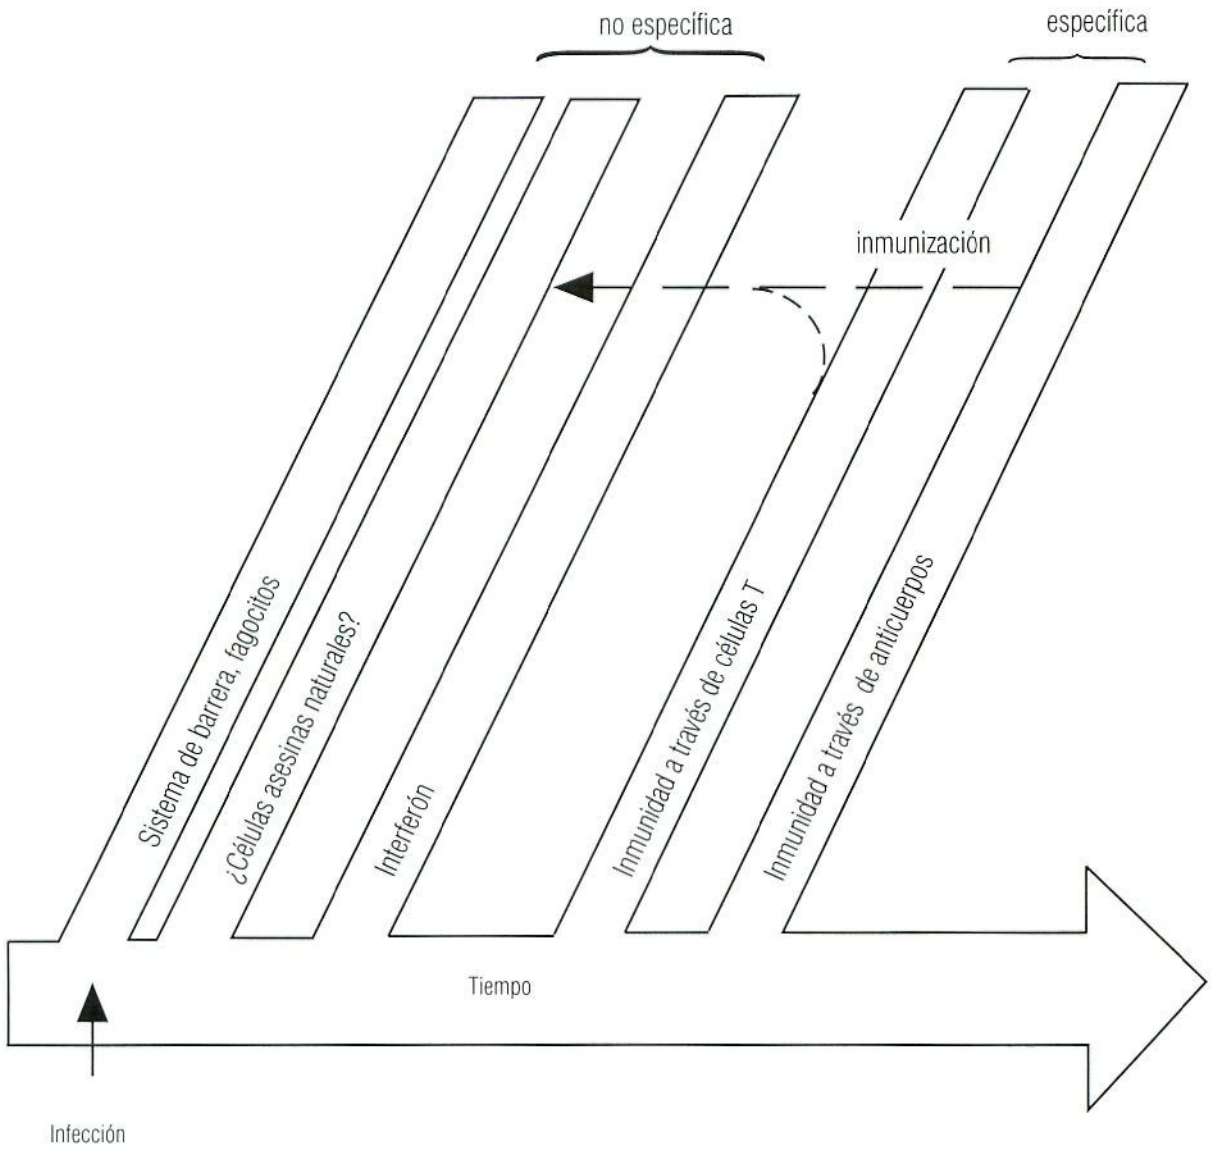 no específica
específica
inmunización
Sistema de barrera, fagocitos
¿Células asesinas naturales?
Interferón
Inmunidad a través de células T
Inmunidad a través de anticuerpos
Tiempo
Infección